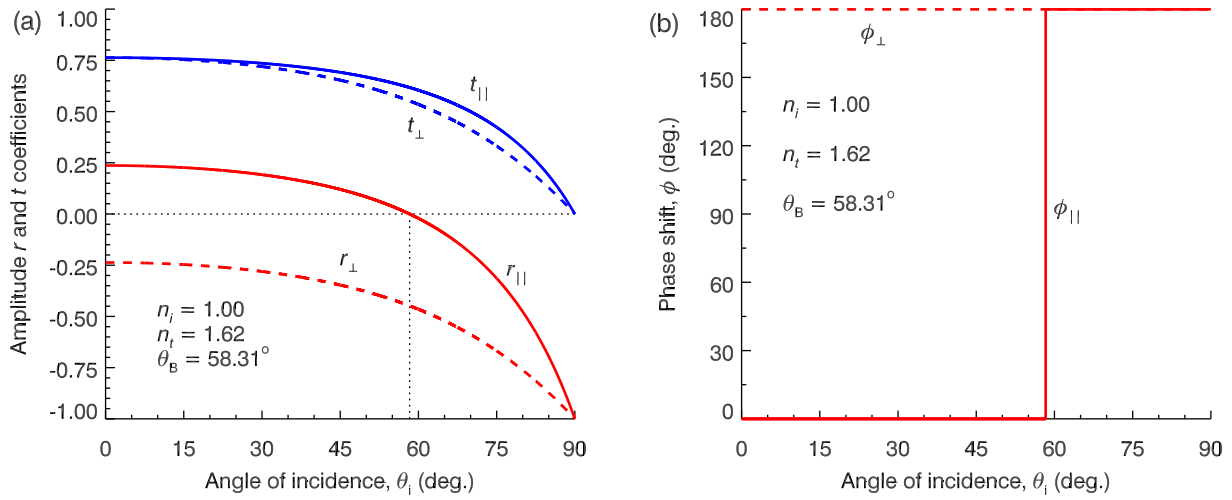 (a)
1.00
0.75
0.50
0.25
0.00
-0.25
-0.50
-0.75
-1.00
Amplitude r and t coefficients
t||
t⊥
r⊥
r||
nᵢ = 1.00
nₜ = 1.62
θ_B = 58.31°
0 15 30 45 60 75 90
Angle of incidence, θᵢ (deg.)
(b)
180
150
120
90
60
30
0
Phase shift, ϕ (deg.)
ϕ⊥
nᵢ = 1.00
nₜ = 1.62
θ_B = 58.31°
ϕ||
0 15 30 45 60 75 90
Angle of incidence, θᵢ (deg.)